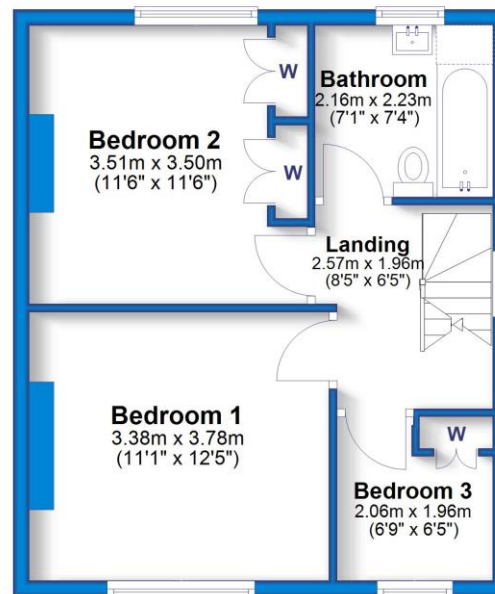 W
Bathroom
2.16m x 2.23m
(7'1" x 7'4")
Bedroom 2
3.51m x 3.50m
(11'6" x 11'6")
W
Landing
2.57m x 1.96m
(8'5" x 6'5")
Bedroom 1
3.38m x 3.78m
(11'1" x 12'5")
W
Bedroom 3
2.06m x 1.96m
(6'9" x 6'5")